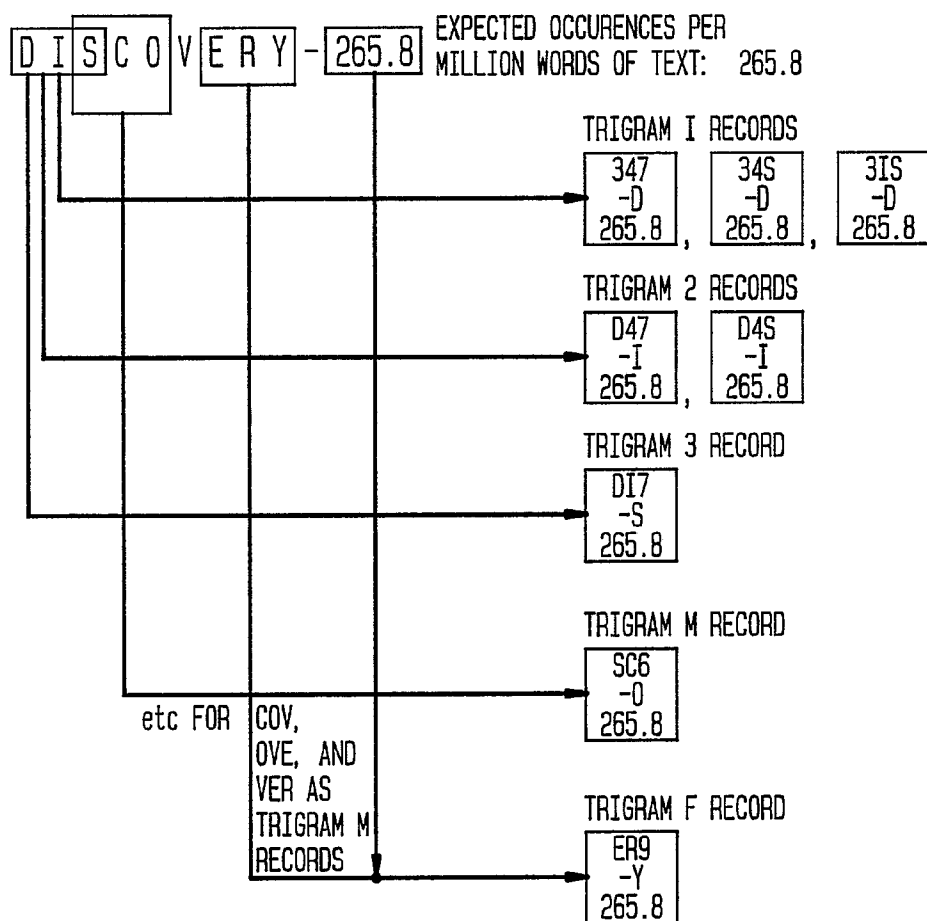 DISCOVERY-265.8 EXPECTED OCCURENCES PER
MILLION WORDS OF TEXT: 265.8
TRIGRAM I RECORDS
347 34S 3IS
-D -D -D
265.8, 265.8, 265.8
TRIGRAM 2 RECORDS
D47 D4S
-I -I
265.8, 265.8
TRIGRAM 3 RECORD
DI7
-S
265.8
TRIGRAM M RECORD
SC6
-O
265.8
etc FOR COV,
OVE, AND
VER AS
TRIGRAM M
RECORDS
TRIGRAM F RECORD
ER9
-Y
265.8